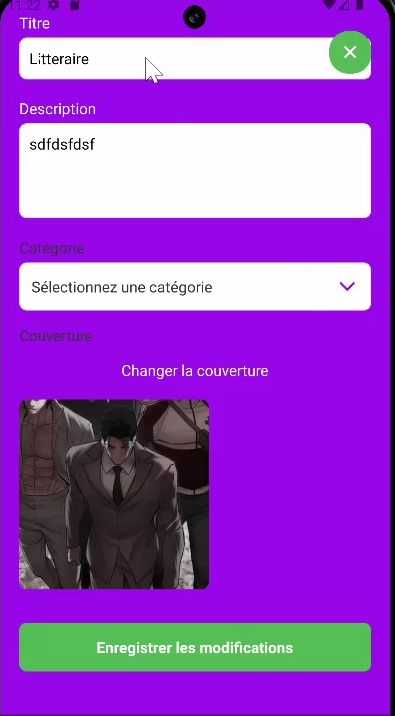 11:22
Titre
Litteraire
Description
sdfdsfdsf
Catégorie
Sélectionnez une catégorie
Couverture
Changer la couverture
Enregistrer les modifications